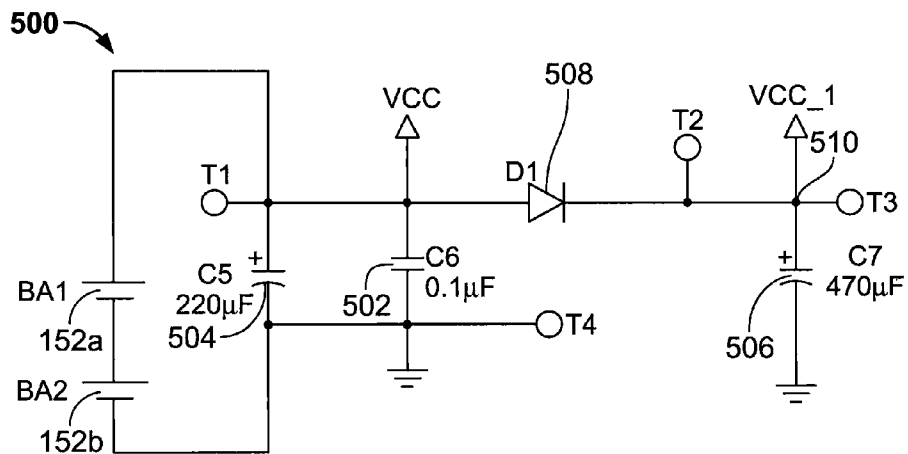 500
508
VCC
VCC_1
T2
510
T1
D1
T3
+
C5
220µF
504
C6
0.1µF
502
+
C7
470µF
506
BA1
152a
T4
BA2
152b